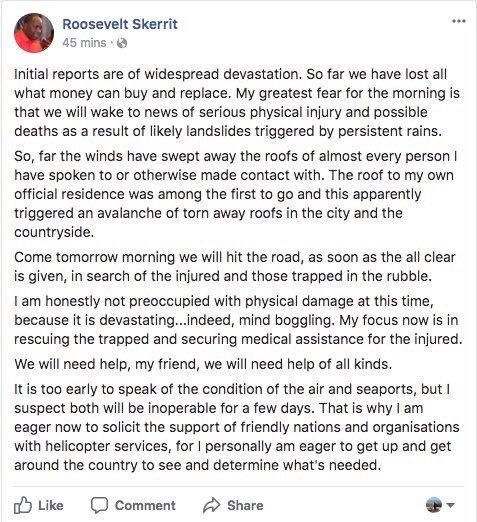 Roosevelt Skerrit
45 mins ·
Initial reports are of widespread devastation. So far we have lost all
what money can buy and replace. My greatest fear for the morning is
that we will wake to news of serious physical injury and possible
deaths as a result of likely landslides triggered by persistent rains.
So, far the winds have swept away the roofs of almost every person I
have spoken to or otherwise made contact with. The roof to my own
official residence was among the first to go and this apparently
triggered an avalanche of torn away roofs in the city and the
countryside.
Come tomorrow morning we will hit the road, as soon as the all clear
is given, in search of the injured and those trapped in the rubble.
I am honestly not preoccupied with physical damage at this time,
because it is devastating...indeed, mind boggling. My focus now is in
rescuing the trapped and securing medical assistance for the injured.
We will need help, my friend, we will need help of all kinds.
It is too early to speak of the condition of the air and seaports, but I
suspect both will be inoperable for a few days. That is why I am
eager now to solicit the support of friendly nations and organisations
with helicopter services, for I personally am eager to get up and get
around the country to see and determine what's needed.
Like Comment Share